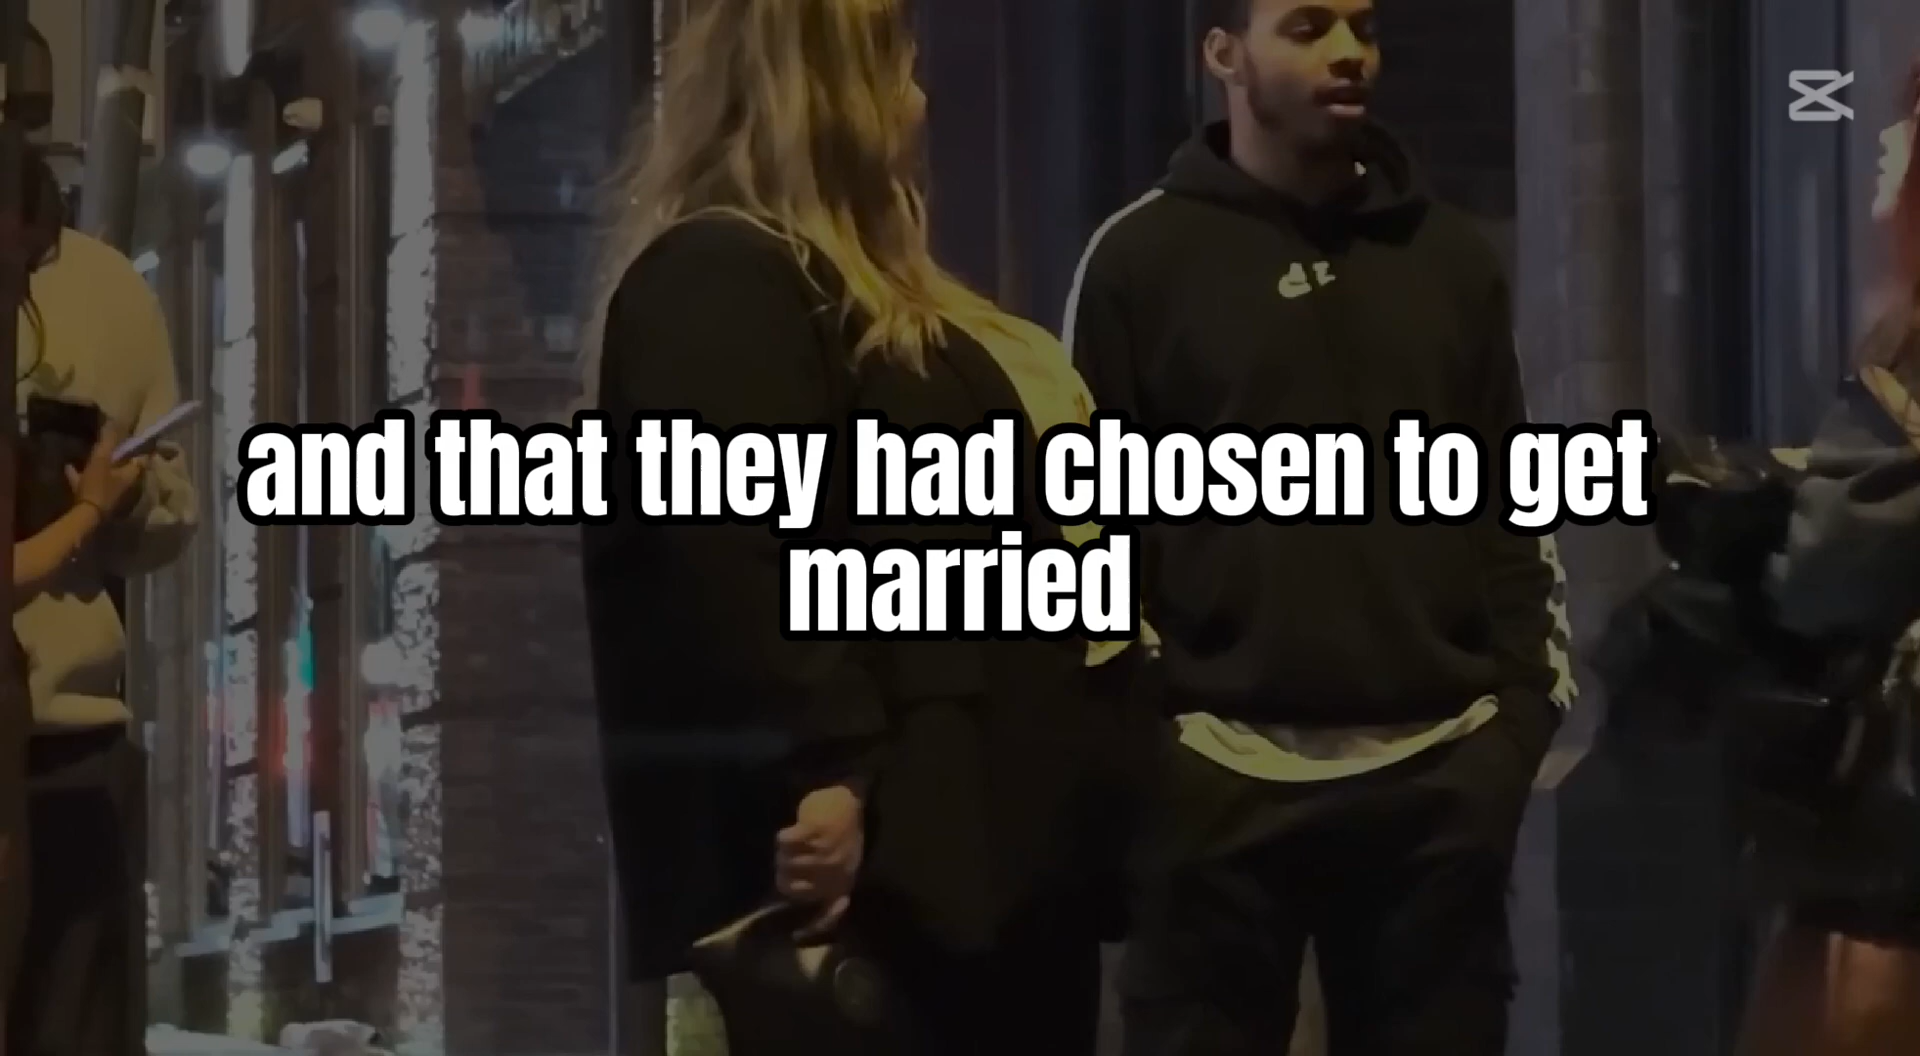 and that they had chosen to get
married